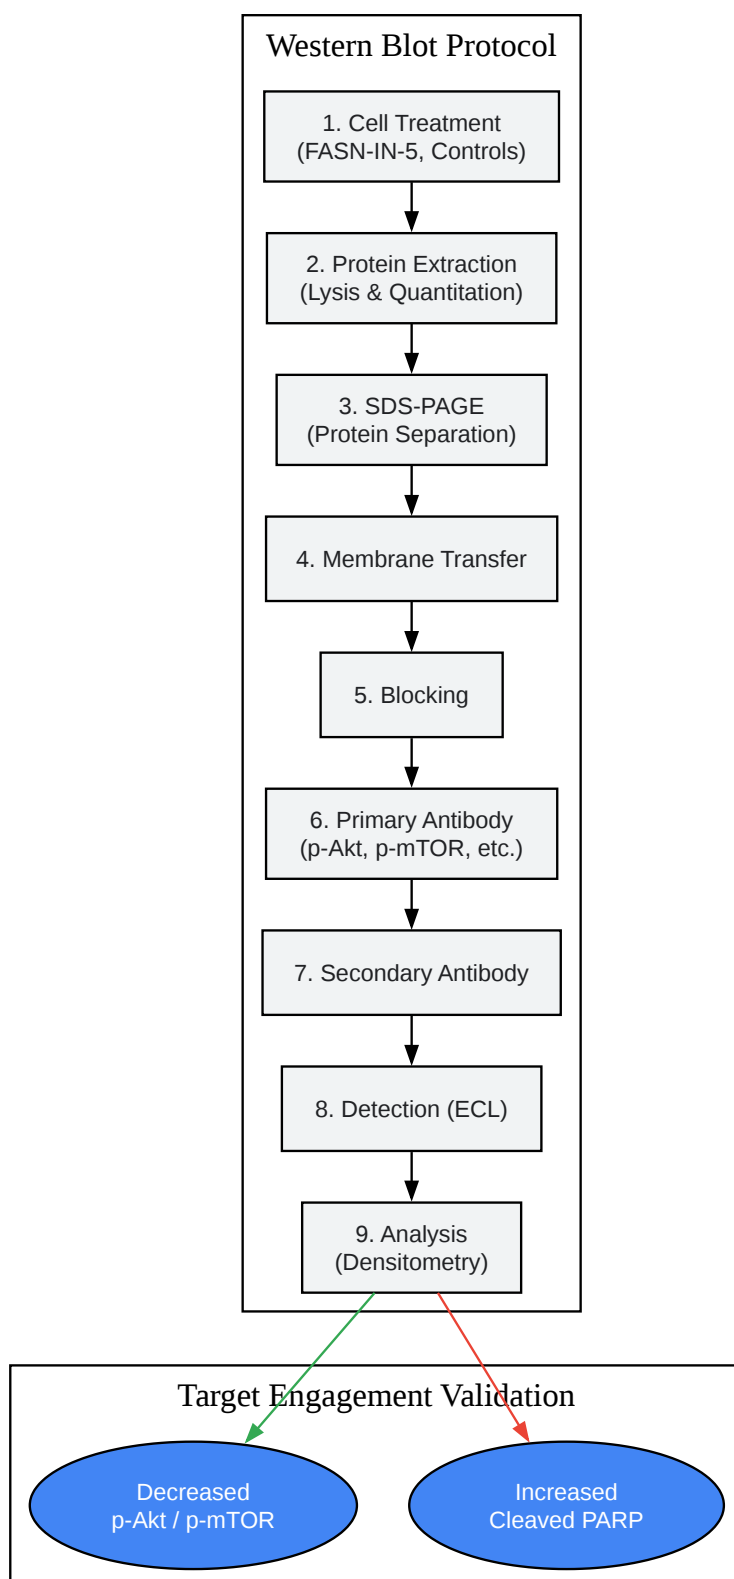 Western Blot Protocol
1. Cell Treatment
(FASN-IN-5, Controls)
2. Protein Extraction
(Lysis & Quantitation)
3. SDS-PAGE
(Protein Separation)
4. Membrane Transfer
5. Blocking
6. Primary Antibody
(p-Akt, p-mTOR, etc.)
7. Secondary Antibody
8. Detection (ECL)
9. Analysis
(Densitometry)
Target Engagement Validation
Decreased
p-Akt / p-mTOR
Increased
Cleaved PARP